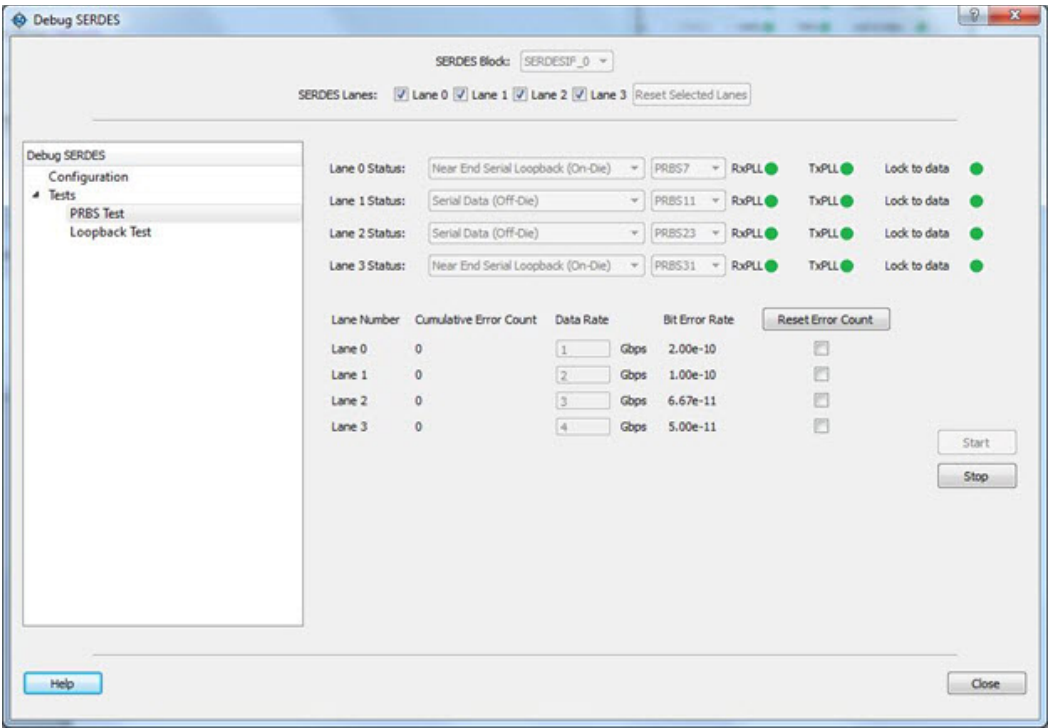 Debug SERDES
SERDES Block: SERDESIF_0
SERDES Lanes: Lane 0 Lane 1 Lane 2 Lane 3 Reset Selected Lanes
Debug SERDES
Configuration
Tests
PRBS Test
Loopback Test
Lane 0 Status: Near End Serial Loopback (On-Die) PRBS7 RxPLL TxPLL Lock to data
Lane 1 Status: Serial Data (Off-Die) PRBS11 RxPLL TxPLL Lock to data
Lane 2 Status: Serial Data (Off-Die) PRBS23 RxPLL TxPLL Lock to data
Lane 3 Status: Near End Serial Loopback (On-Die) PRBS31 RxPLL TxPLL Lock to data
Lane Number Cumulative Error Count Data Rate Bit Error Rate Reset Error Count
Lane 0 0 1 Gbps 2.00e-10
Lane 1 0 2 Gbps 1.00e-10
Lane 2 0 3 Gbps 6.67e-11
Lane 3 0 4 Gbps 5.00e-11
Start
Stop
Help Close